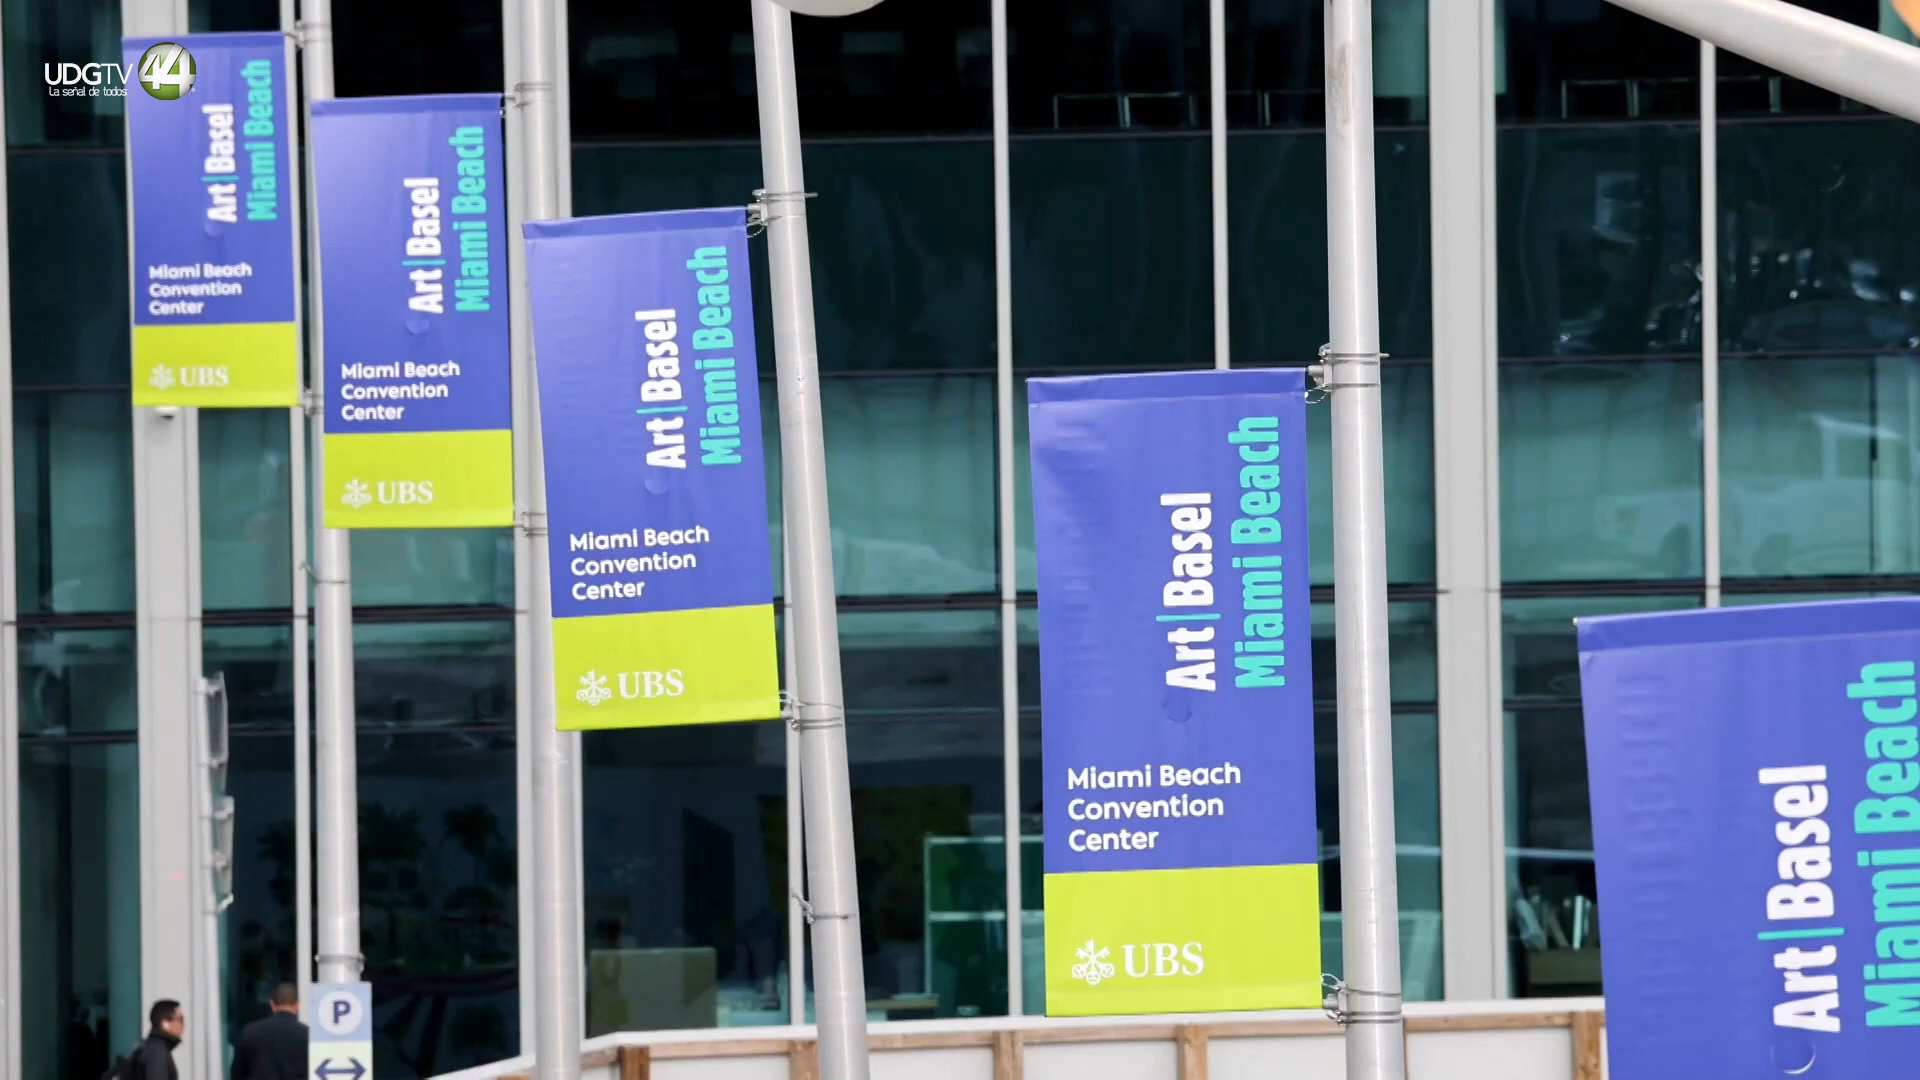 UDGTV 44
La señal de todos
Art|Basel
Miami Beach
Miami Beach
Convention
Center
UBS
Art|Basel
Miami Beach
Miami Beach
Convention
Center
UBS
Art|Basel
Miami Beach
Miami Beach
Convention
Center
UBS
Art|Basel
Miami Beach
Miami Beach
Convention
Center
UBS
Art|Basel
Miami Beach
P